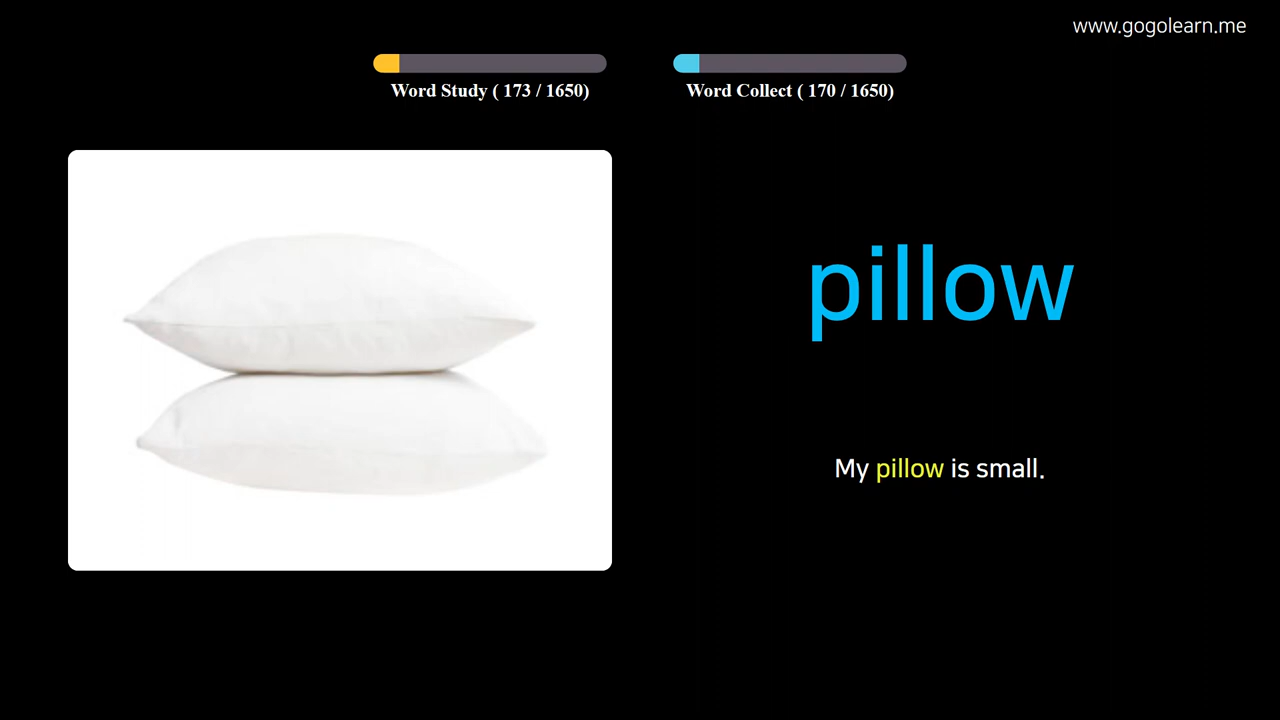 www.gogolearn.me
Word Study ( 173 / 1650)
Word Collect ( 170 / 1650)
pillow
My pillow is small.